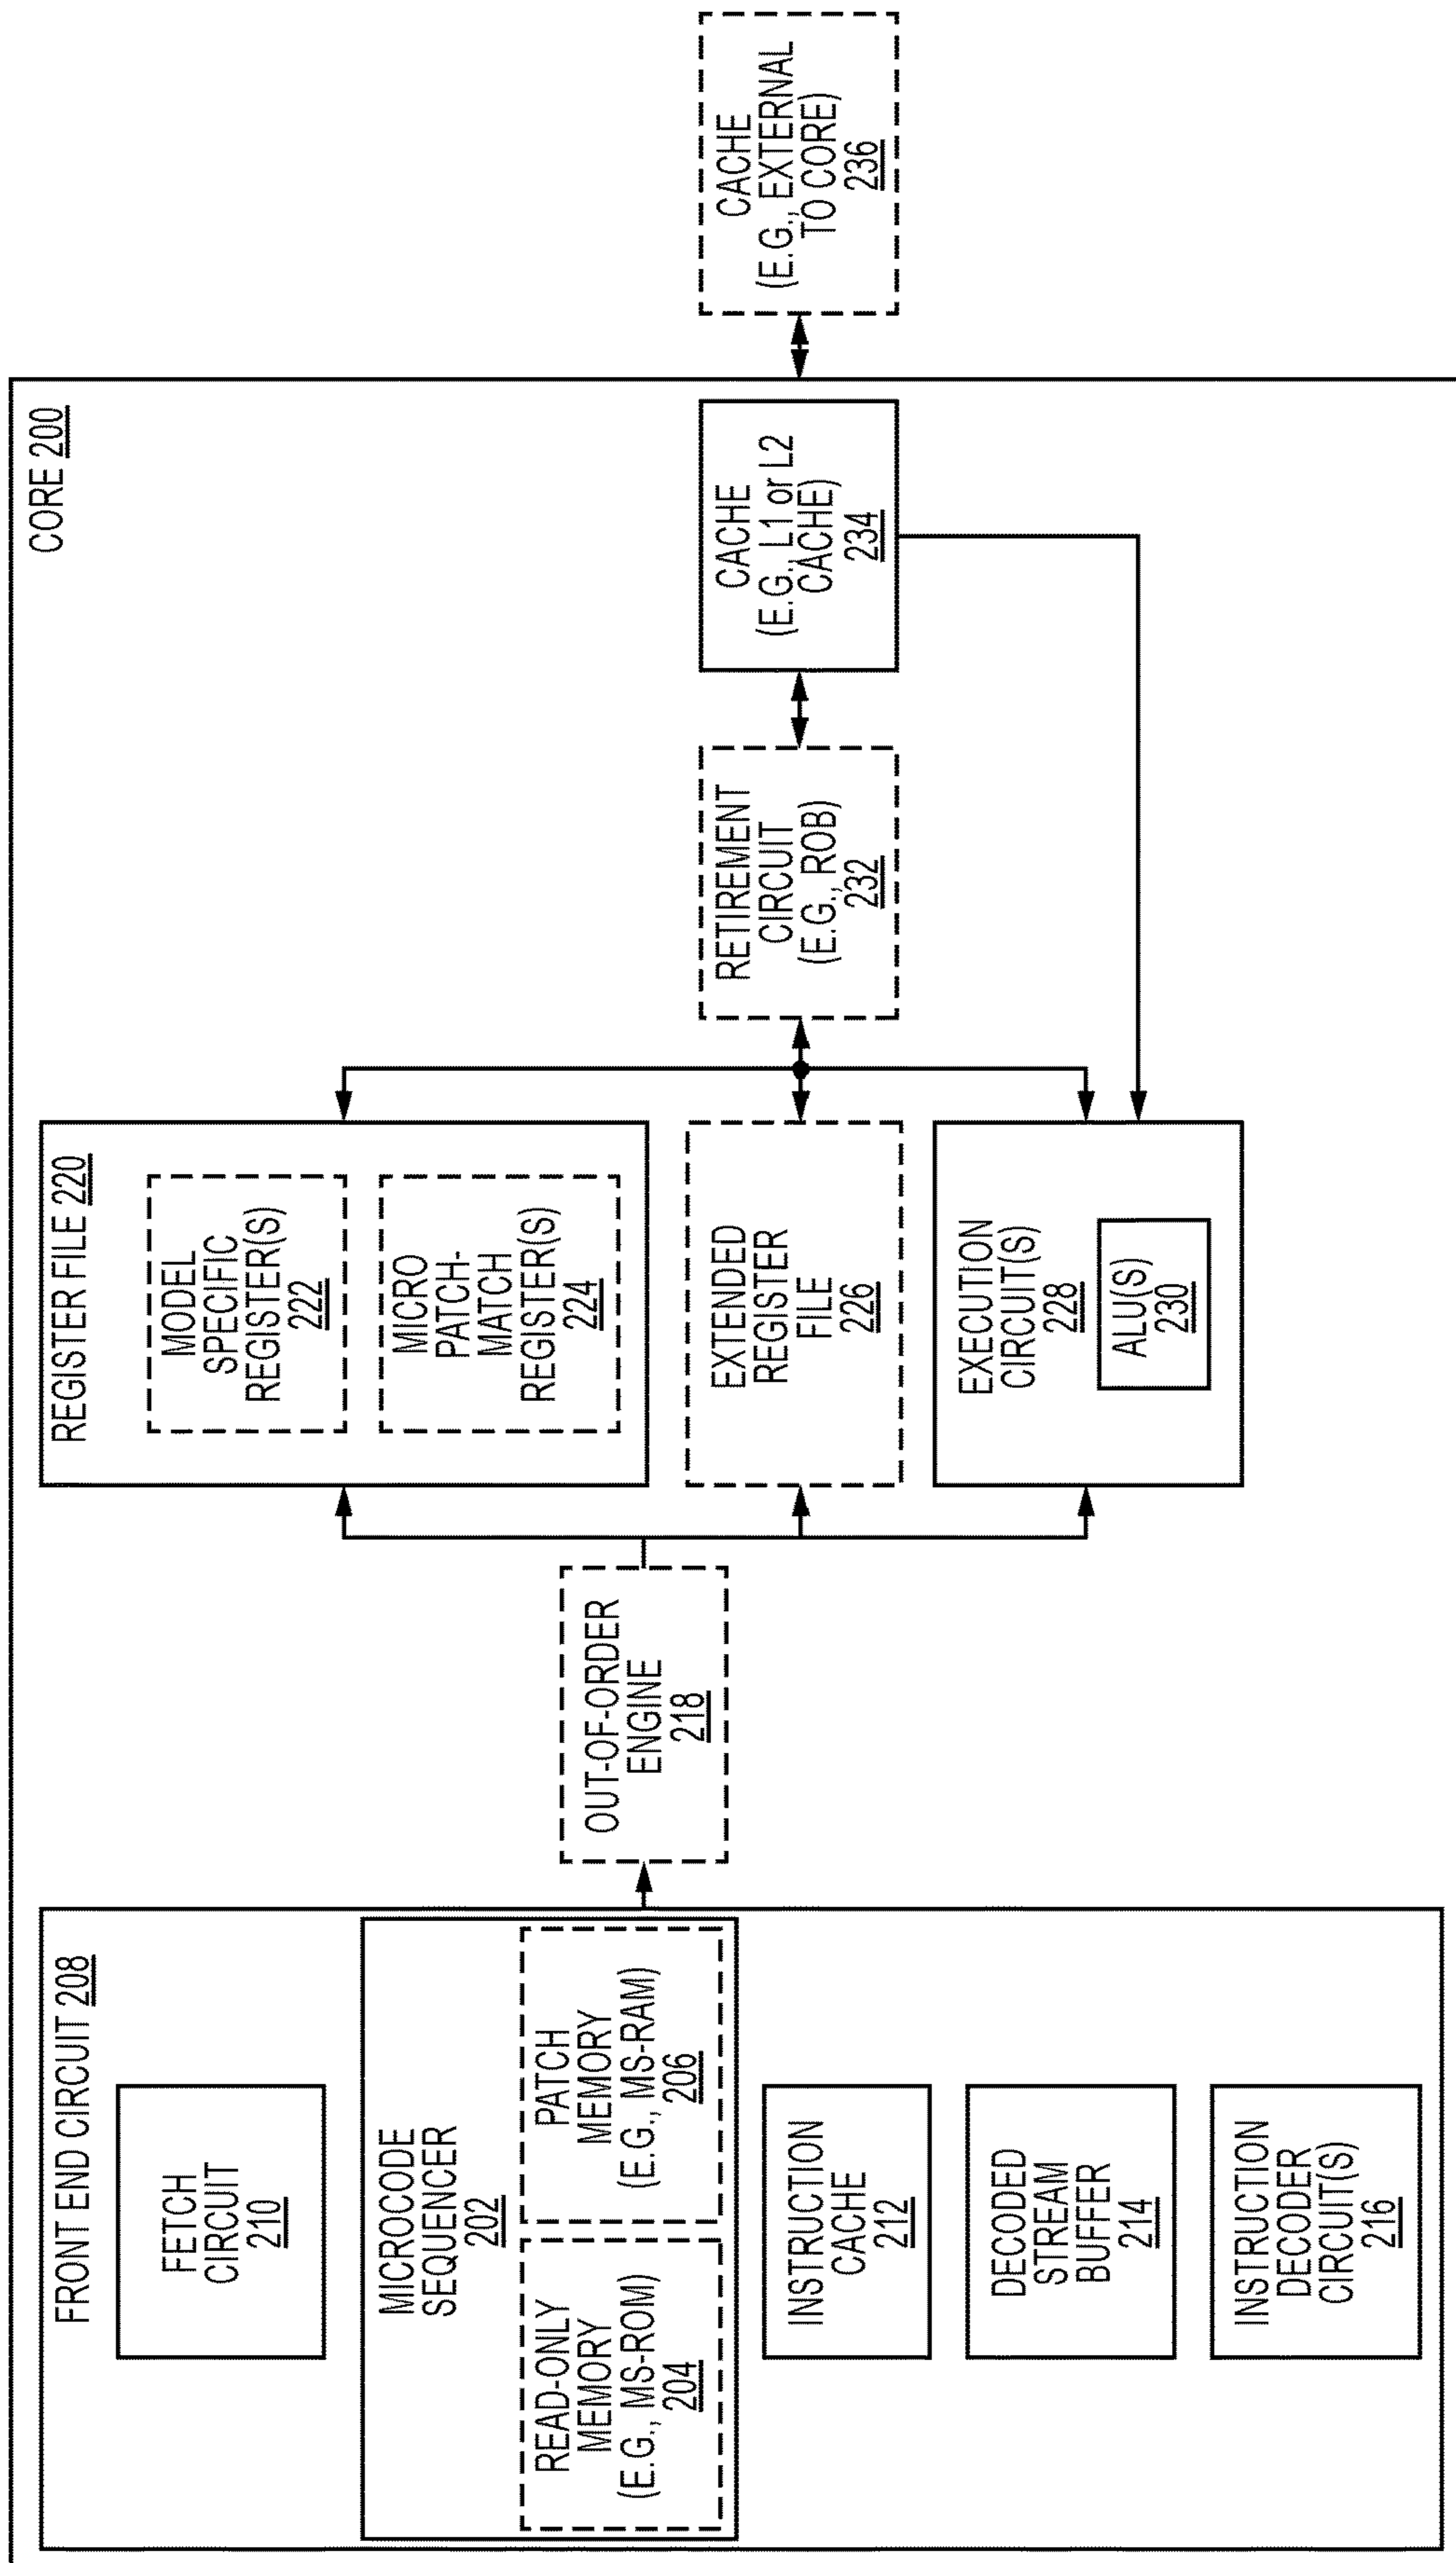 CORE 200
FRONT END CIRCUIT 208
FETCH
CIRCUIT
210
MICROCODE
SEQUENCER
202
READ-ONLY
MEMORY
(E.G., MS-ROM)
204
PATCH
MEMORY
(E.G., MS-RAM)
206
INSTRUCTION
CACHE
212
DECODED
STREAM
BUFFER
214
INSTRUCTION
DECODER
CIRCUIT(S)
216
OUT-OF-ORDER
ENGINE
218
REGISTER FILE 220
MODEL
SPECIFIC
REGISTER(S)
222
MICRO
PATCH-
MATCH
REGISTER(S)
224
EXTENDED
REGISTER
FILE
226
EXECUTION
CIRCUIT(S)
228
ALU(S)
230
RETIREMENT
CIRCUIT
(E.G., ROB)
232
CACHE
(E.G., L1 or L2
CACHE)
234
CACHE
(E.G., EXTERNAL
TO CORE)
236